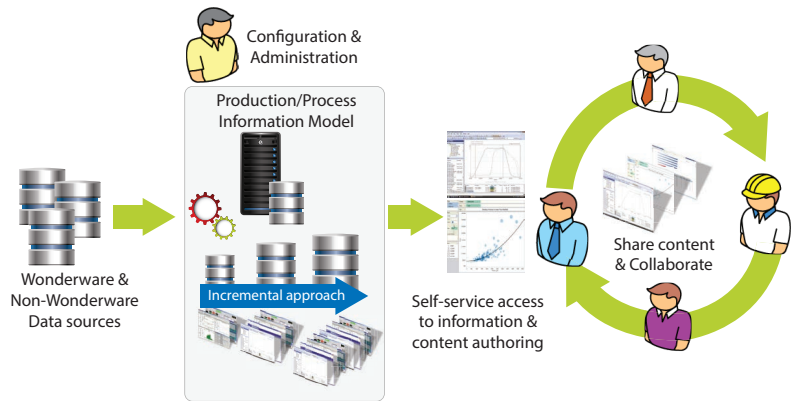 Configuration &
Administration
Production/Process
Information Model
Incremental approach
Wonderware &
Non-Wonderware
Data sources
Self-service access
to information &
content authoring
Share content
& Collaborate